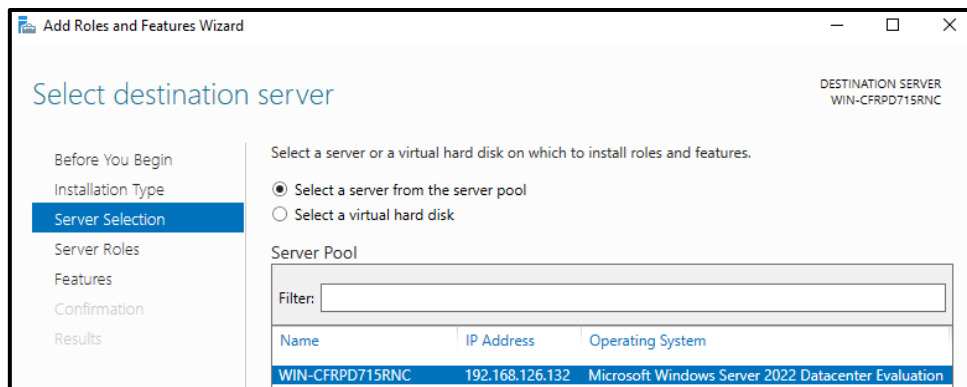 Add Roles and Features Wizard
Select destination server
DESTINATION SERVER
WIN-CFRPD715RNC
Before You Begin
Installation Type
Server Selection
Server Roles
Features
Confirmation
Results
Select a server or a virtual hard disk on which to install roles and features.
Select a server from the server pool
Select a virtual hard disk
Server Pool
Filter:
Name IP Address Operating System
WIN-CFRPD715RNC 192.168.126.132 Microsoft Windows Server 2022 Datacenter Evaluation